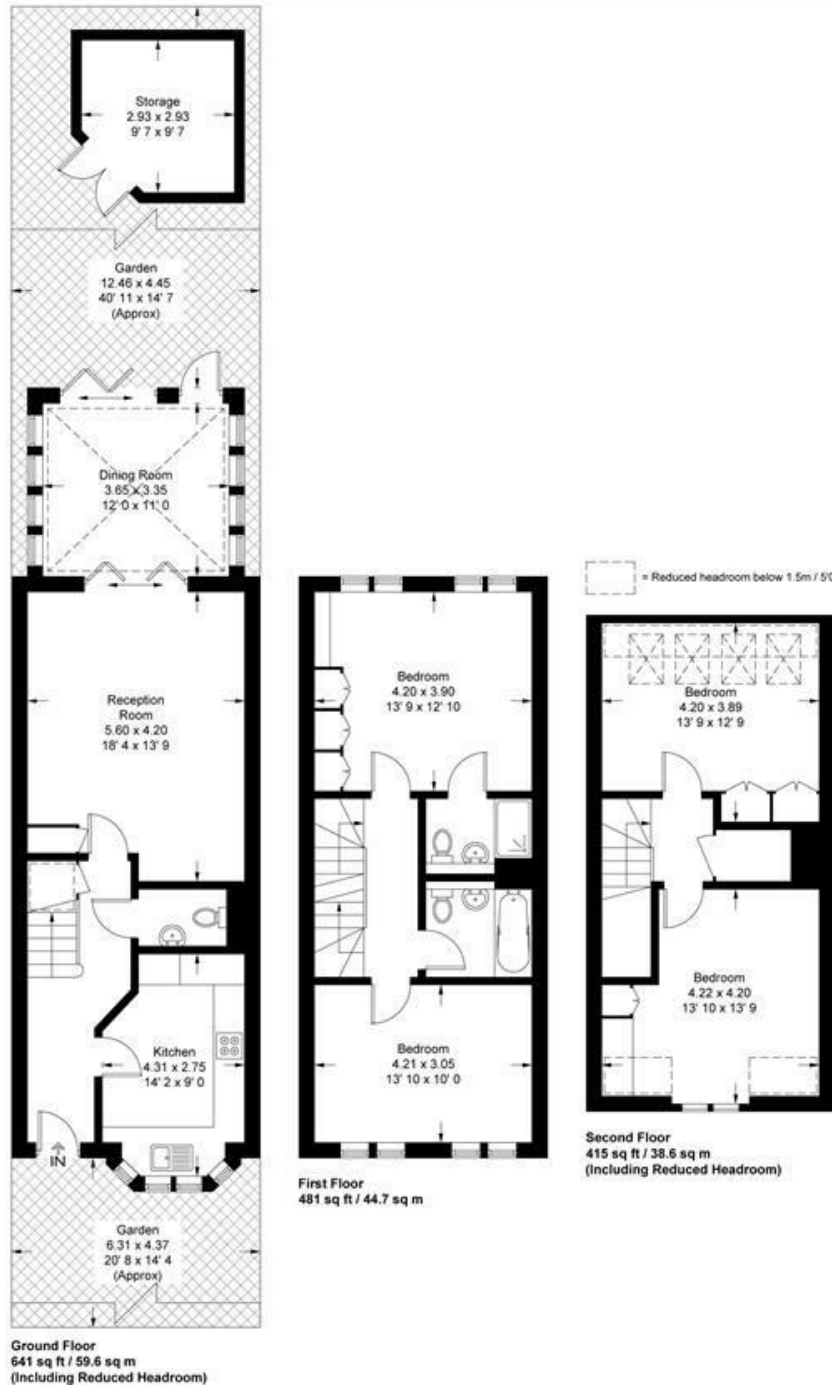 Storage
2.93 x 2.93
9' 7 x 9' 7
Garden
12.46 x 4.45
40' 11 x 14' 7
(Approx)
Dining Room
3.65 x 3.35
12' 0 x 11' 0
Reception
Room
5.60 x 4.20
18' 4 x 13' 9
Kitchen
4.31 x 2.75
14' 2 x 9' 0
IN
Garden
6.31 x 4.37
20' 8 x 14' 4
(Approx)
Ground Floor
641 sq ft / 59.6 sq m
(Including Reduced Headroom)
Bedroom
4.20 x 3.90
13' 9 x 12' 10
Bedroom
4.21 x 3.05
13' 10 x 10' 0
First Floor
481 sq ft / 44.7 sq m
= Reduced headroom below 1.5m / 5'0
Bedroom
4.20 x 3.89
13' 9 x 12' 9
Bedroom
4.22 x 4.20
13' 10 x 13' 9
Second Floor
415 sq ft / 38.6 sq m
(Including Reduced Headroom)